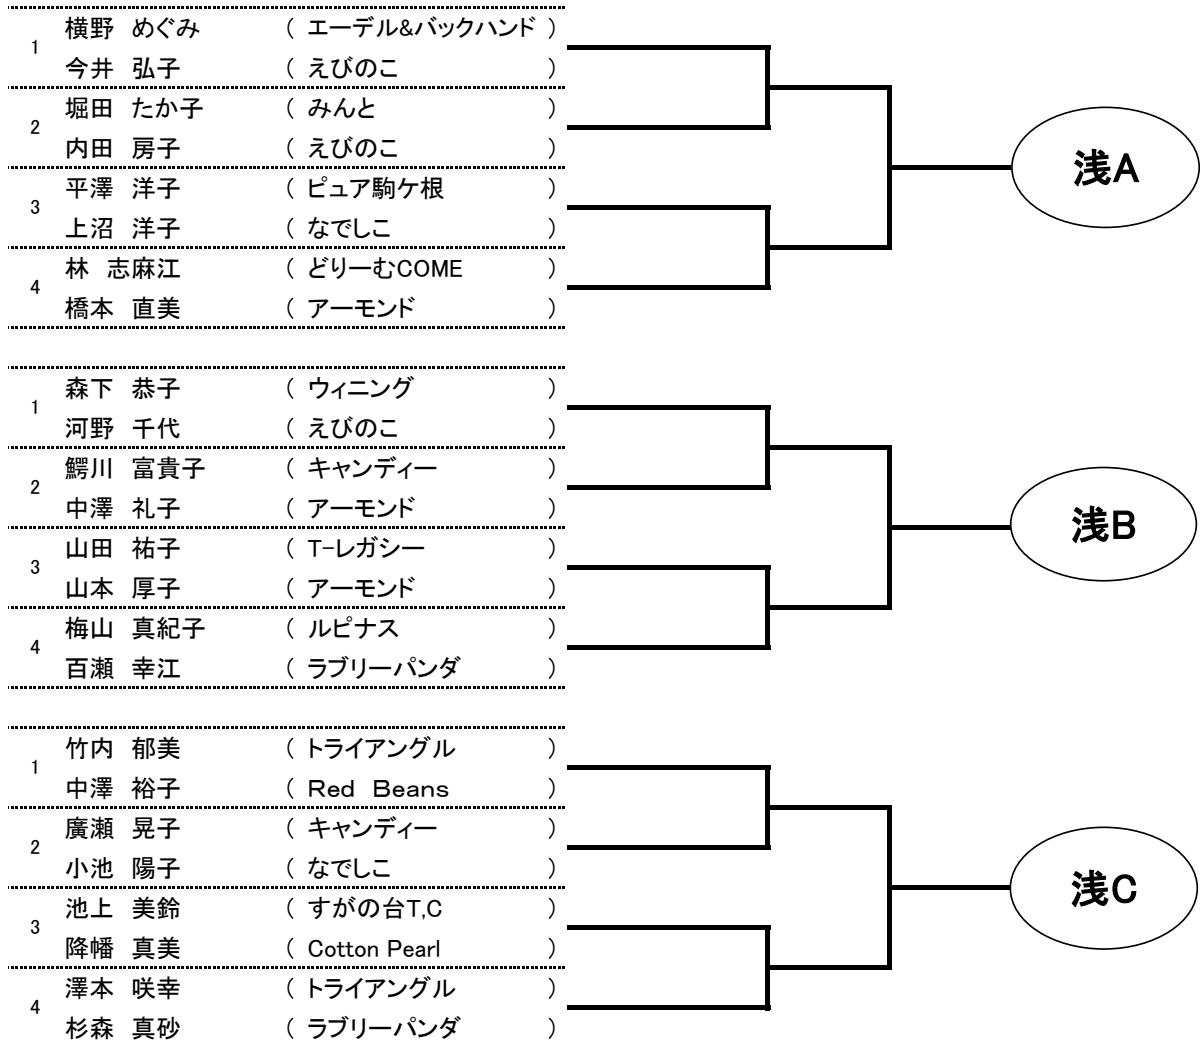 横野　めぐみ （ エーデル&バックハンド ）
1
今井　弘子 （ えびのこ ）
堀田　たか子 （ みんと ）
2
内田　房子 （ えびのこ ）
平澤　洋子 （ ピュア駒ケ根 ）
3
上沼　洋子 （ なでしこ ）
林　志麻江 （ どりーむCOME ）
4
橋本　直美 （ アーモンド ）
浅A
森下　恭子 （ ウィニング ）
1
河野　千代 （ えびのこ ）
鰐川　富貴子 （ キャンディー ）
2
中澤　礼子 （ アーモンド ）
山田　祐子 （ T-レガシー ）
3
山本　厚子 （ アーモンド ）
梅山　真紀子 （ ルピナス ）
4
百瀬　幸江 （ ラブリーパンダ ）
浅B
竹内　郁美 （ トライアングル ）
1
中澤　裕子 （ Red　Beans ）
廣瀬　晃子 （ キャンディー ）
2
小池　陽子 （ なでしこ ）
池上　美鈴 （ すがの台T,C ）
3
降幡　真美 （ Cotton Pearl ）
澤本　咲幸 （ トライアングル ）
4
杉森　真砂 （ ラブリーパンダ ）
浅C